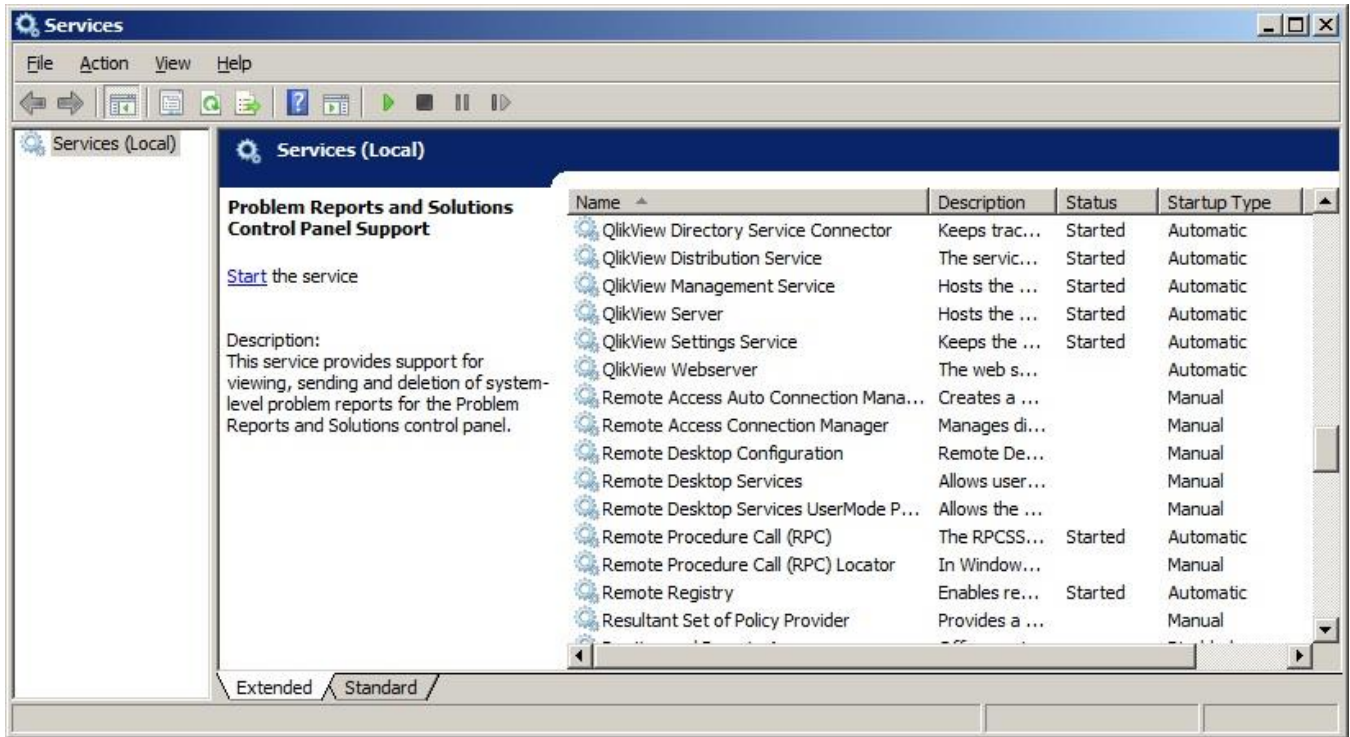 Services
File Action View Help
Services (Local)
Services (Local)
Problem Reports and Solutions
Control Panel Support
Start the service
Description:
This service provides support for
viewing, sending and deletion of system-
level problem reports for the Problem
Reports and Solutions control panel.
Name Description Status Startup Type
QlikView Directory Service Connector Keeps trac... Started Automatic
QlikView Distribution Service The servic... Started Automatic
QlikView Management Service Hosts the ... Started Automatic
QlikView Server Hosts the ... Started Automatic
QlikView Settings Service Keeps the ... Started Automatic
QlikView Webserver The web s... Automatic
Remote Access Auto Connection Mana... Creates a ... Manual
Remote Access Connection Manager Manages di... Manual
Remote Desktop Configuration Remote De... Manual
Remote Desktop Services Allows user... Manual
Remote Desktop Services UserMode P... Allows the ... Manual
Remote Procedure Call (RPC) The RPCSS... Started Automatic
Remote Procedure Call (RPC) Locator In Window... Manual
Remote Registry Enables re... Started Automatic
Resultant Set of Policy Provider Provides a ... Manual
Extended Standard